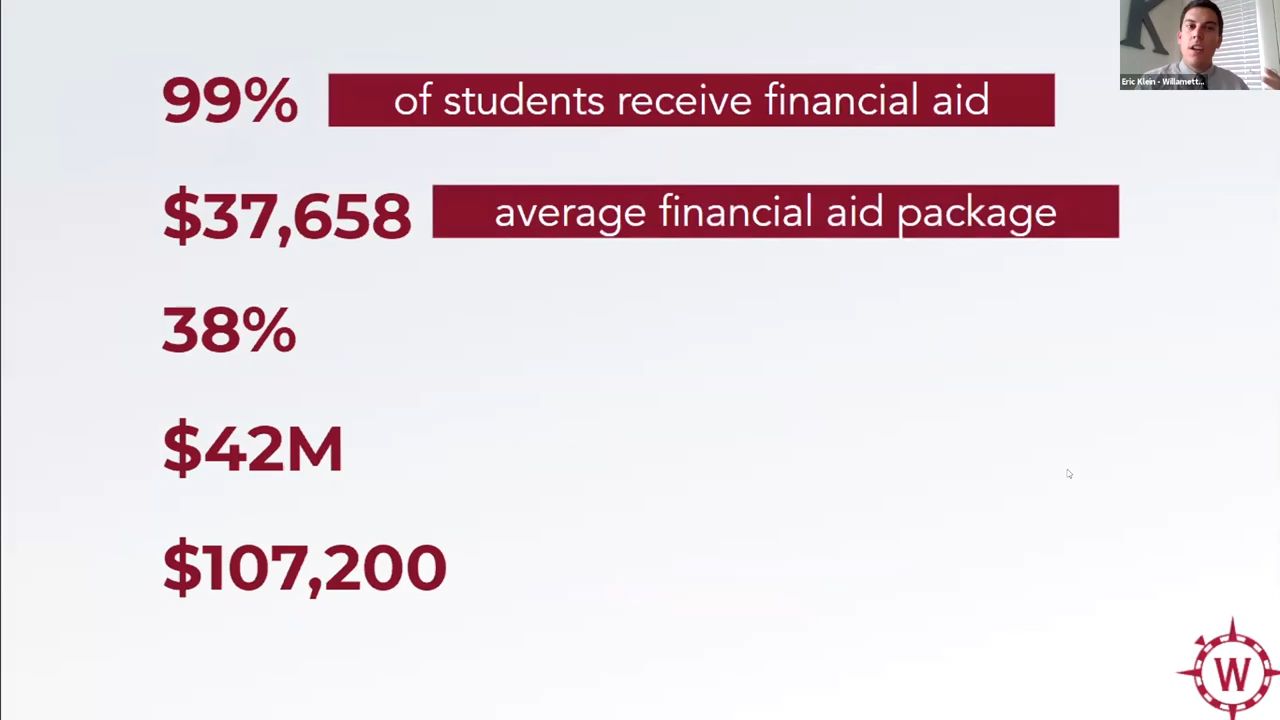 99% of students receive financial aid
$37,658 average financial aid package
38%
$42M
$107,200
K
Eric Klein - Willamett...
W